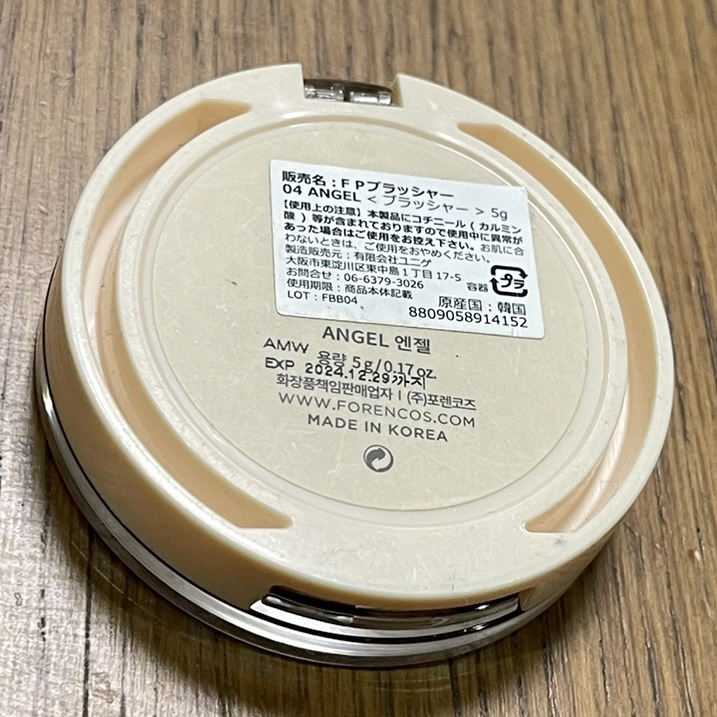 販売名：ＦＰブラッシャー
04 ANGEL < ブラッシャー > 5g
【使用上の注意】本製品にコチニール ( カルミン
酸 ) 等が含まれておりますので使用中に異常が
あった場合はご使用をお控え下さい。お肌に合
わないときは、ご使用をおやめください。
製造販売元：有限会社ユニゲ
大阪市東淀川区東中島１丁目 17-5
お問合せ：06-6379-3026
使用期限：商品本体記載
LOT：FBB04
容器 プラ
原産国：韓国
8809058914152
ANGEL 엔젤
AMW 용량 5g/0.17oz
EXP 2024.12.29까지
화장품책임판매업자 | (주)포렌코즈
WWW.FORENCOS.COM
MADE IN KOREA